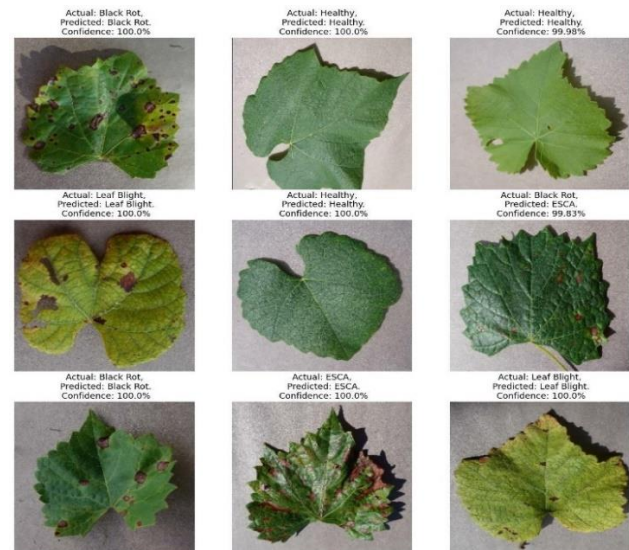 Actual: Black Rot,
Predicted: Black Rot.
Confidence: 100.0%
Actual: Healthy,
Predicted: Healthy.
Confidence: 100.0%
Actual: Healthy,
Predicted: Healthy.
Confidence: 99.98%
Actual: Leaf Blight,
Predicted: Leaf Blight.
Confidence: 100.0%
Actual: Healthy,
Predicted: Healthy.
Confidence: 100.0%
Actual: Black Rot,
Predicted: ESCA.
Confidence: 99.83%
Actual: Black Rot,
Predicted: Black Rot.
Confidence: 100.0%
Actual: ESCA,
Predicted: ESCA.
Confidence: 100.0%
Actual: Leaf Blight,
Predicted: Leaf Blight.
Confidence: 100.0%